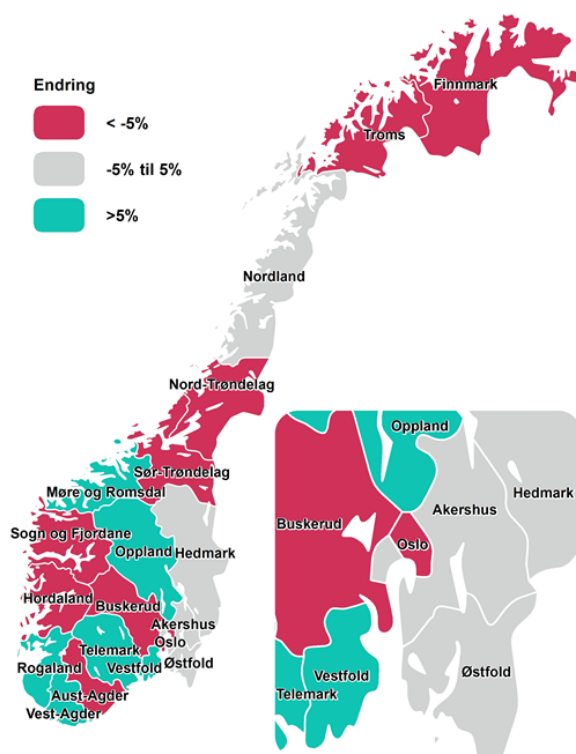 Endring
< -5%
-5% til 5%
>5%
Finnmark
Troms
Nordland
Nord-Trøndelag
Sør-Trøndelag
Møre og Romsdal
Sogn og Fjordane
Oppland
Hedmark
Hordaland
Buskerud
Akershus
Oslo
Telemark
Vestfold
Østfold
Rogaland
Aust-Agder
Vest-Agder
Oppland
Hedmark
Akershus
Buskerud
Oslo
Østfold
Vestfold
Telemark